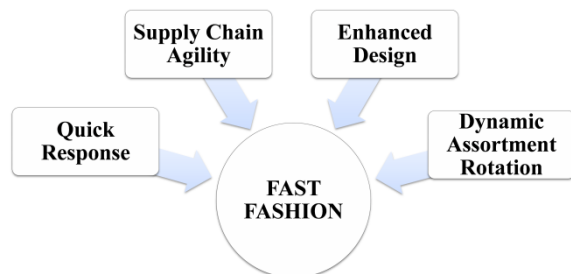 Supply Chain
Agility
Enhanced
Design
Quick
Response
Dynamic
Assortment
Rotation
FAST
FASHION